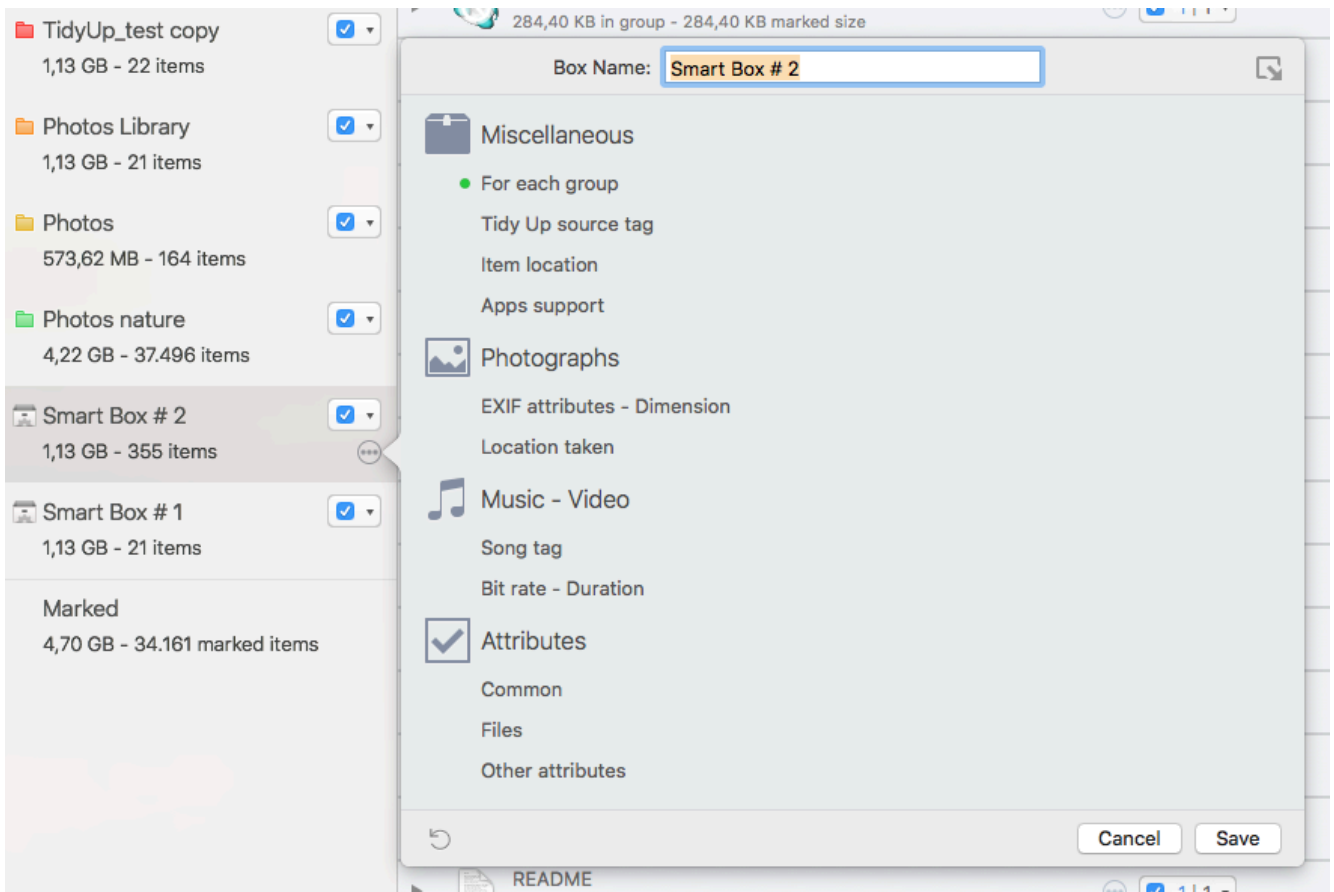 TidyUp_test copy
1,13 GB - 22 items
Photos Library
1,13 GB - 21 items
Photos
573,62 MB - 164 items
Photos nature
4,22 GB - 37.496 items
Smart Box # 2
1,13 GB - 355 items
Smart Box # 1
1,13 GB - 21 items
Marked
4,70 GB - 34.161 marked items
284,40 KB in group - 284,40 KB marked size
Box Name: Smart Box # 2
Miscellaneous
For each group
Tidy Up source tag
Item location
Apps support
Photographs
EXIF attributes - Dimension
Location taken
Music - Video
Song tag
Bit rate - Duration
Attributes
Common
Files
Other attributes
Cancel Save
README